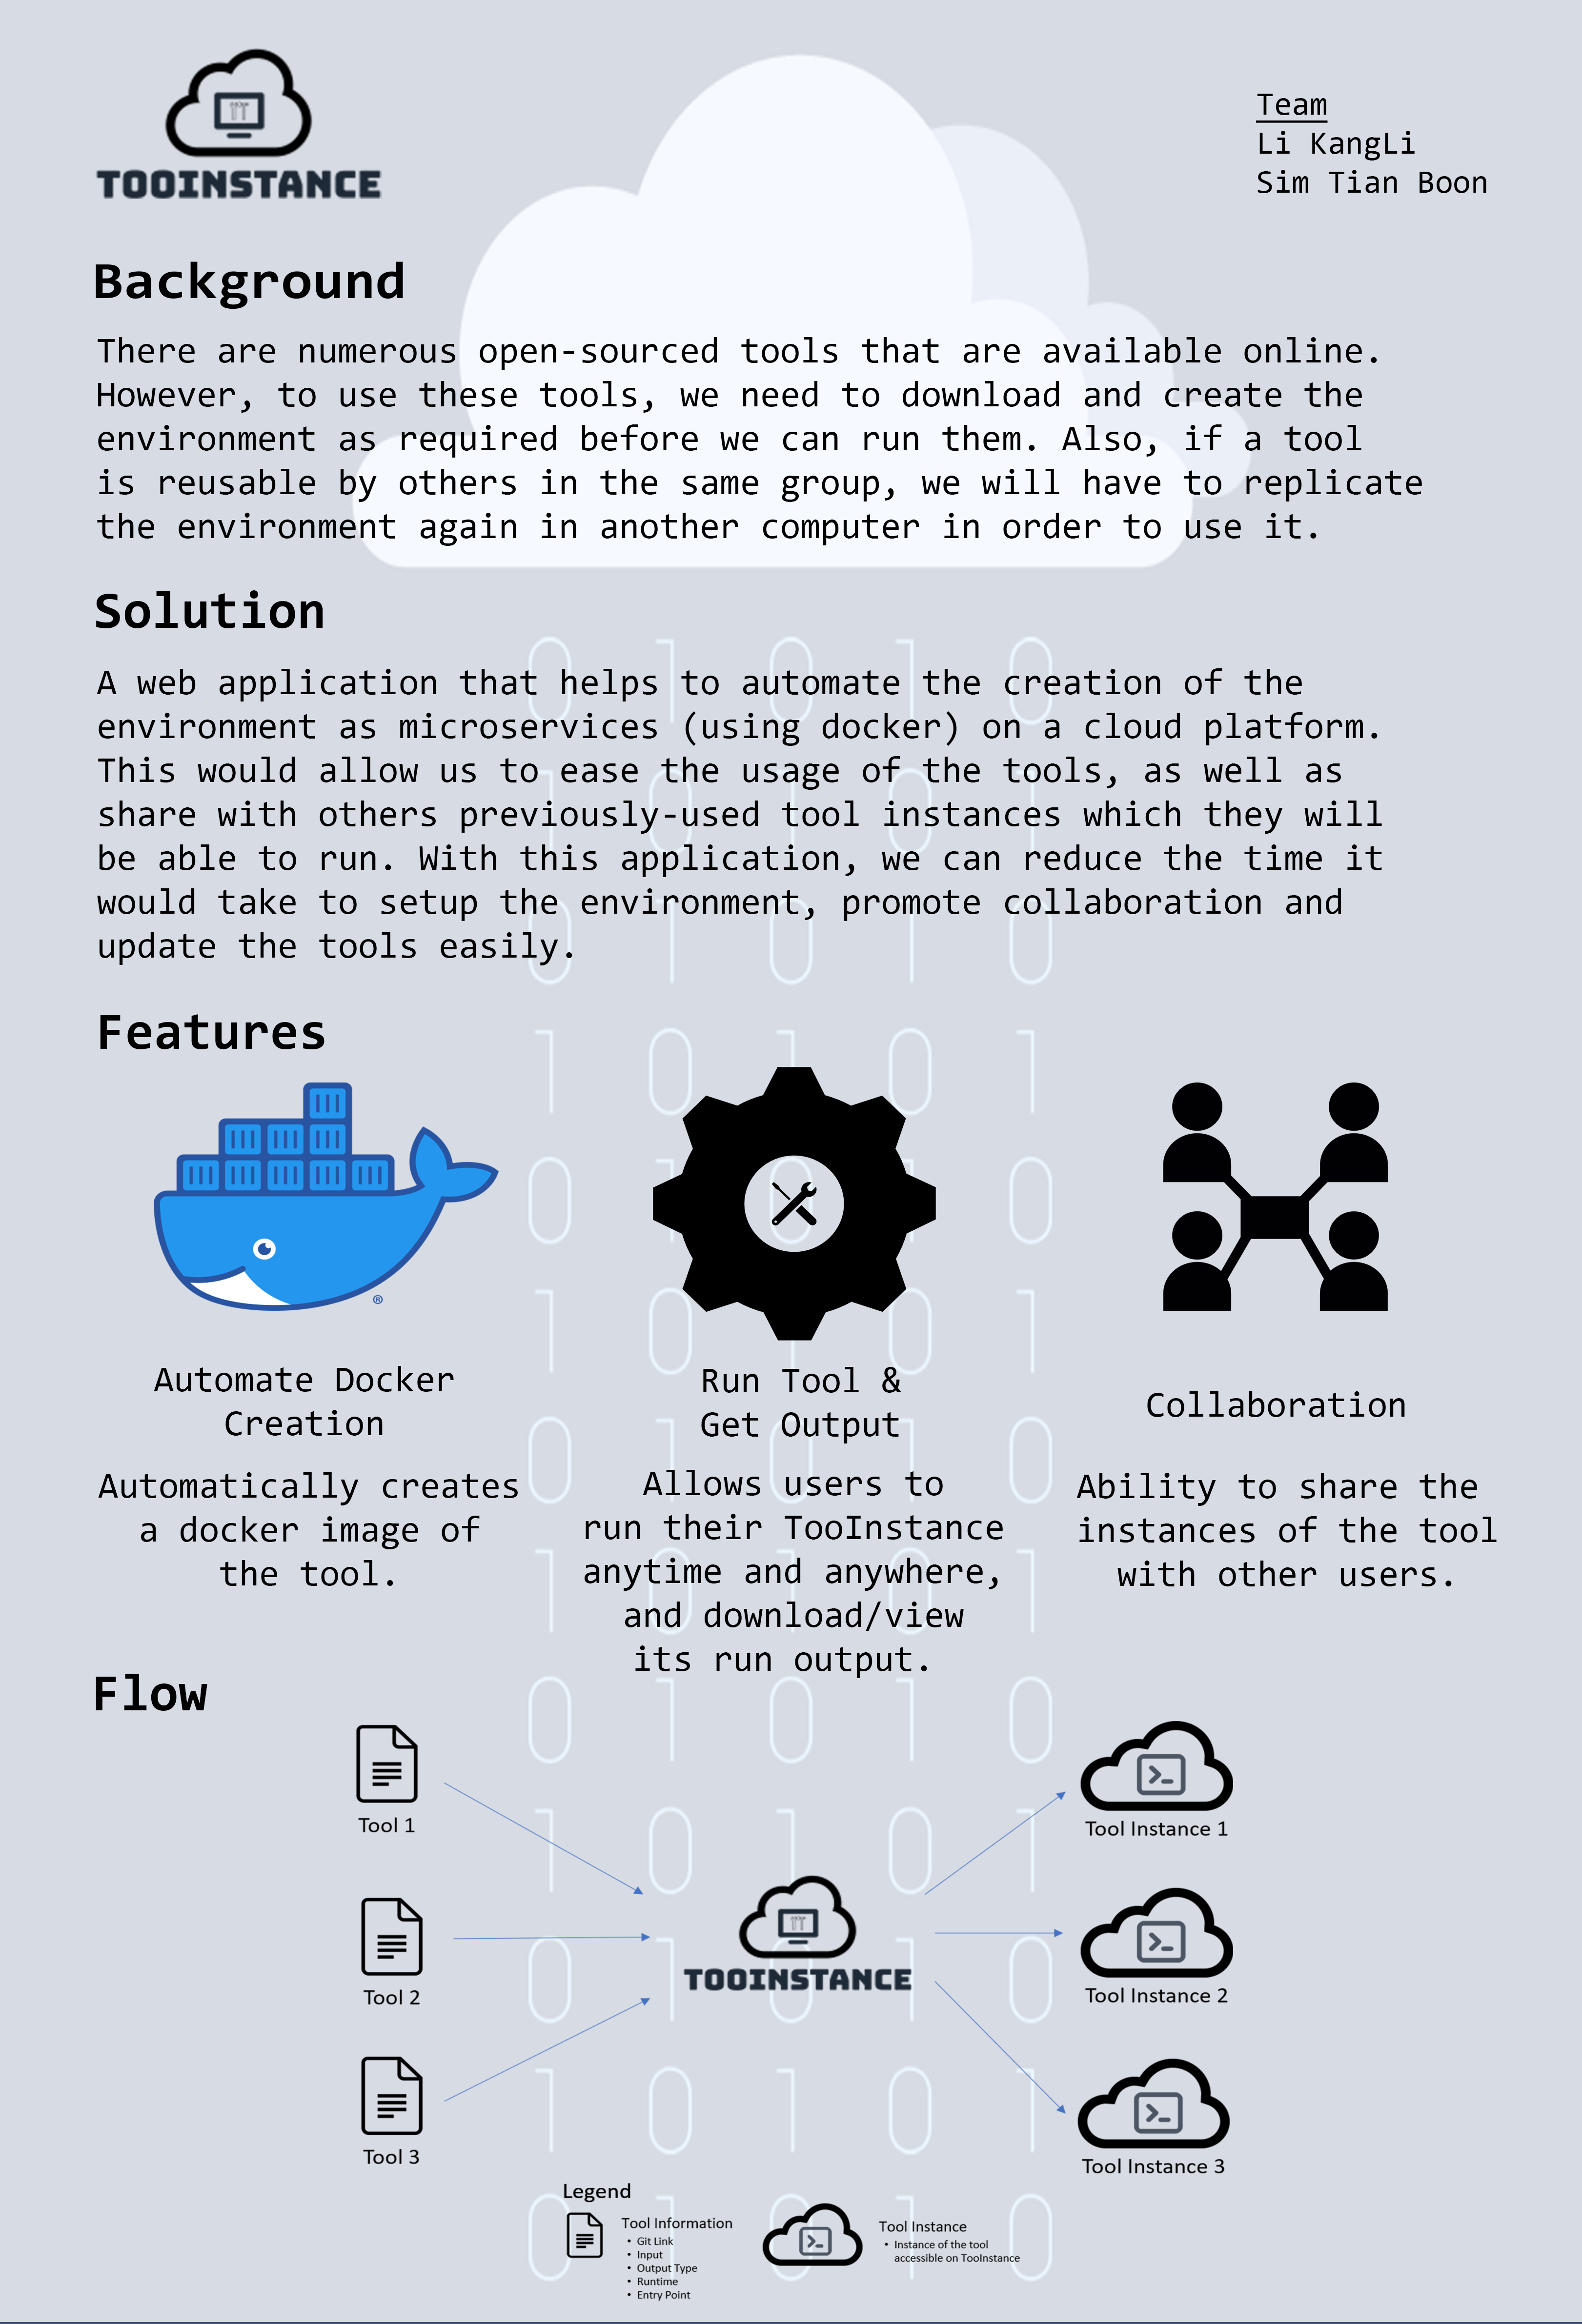 TOOINSTANCE
Team
Li KangLi
Sim Tian Boon
Background
There are numerous open-sourced tools that are available online.
However, to use these tools, we need to download and create the
environment as required before we can run them. Also, if a tool
is reusable by others in the same group, we will have to replicate
the environment again in another computer in order to use it.
Solution
A web application that helps to automate the creation of the
environment as microservices (using docker) on a cloud platform.
This would allow us to ease the usage of the tools, as well as
share with others previously-used tool instances which they will
be able to run. With this application, we can reduce the time it
would take to setup the environment, promote collaboration and
update the tools easily.
Features
®
Automate Docker
Creation
Automatically creates
a docker image of
the tool.
Run Tool &
Get Output
Allows users to
run their TooInstance
anytime and anywhere,
and download/view
its run output.
Collaboration
Ability to share the
instances of the tool
with other users.
Flow
Tool 1
Tool 2
Tool 3
TOOINSTANCE
Tool Instance 1
Tool Instance 2
Tool Instance 3
Legend
Tool Information
• Git Link
• Input
• Output Type
• Runtime
• Entry Point
Tool Instance
• Instance of the tool
accessible on TooInstance